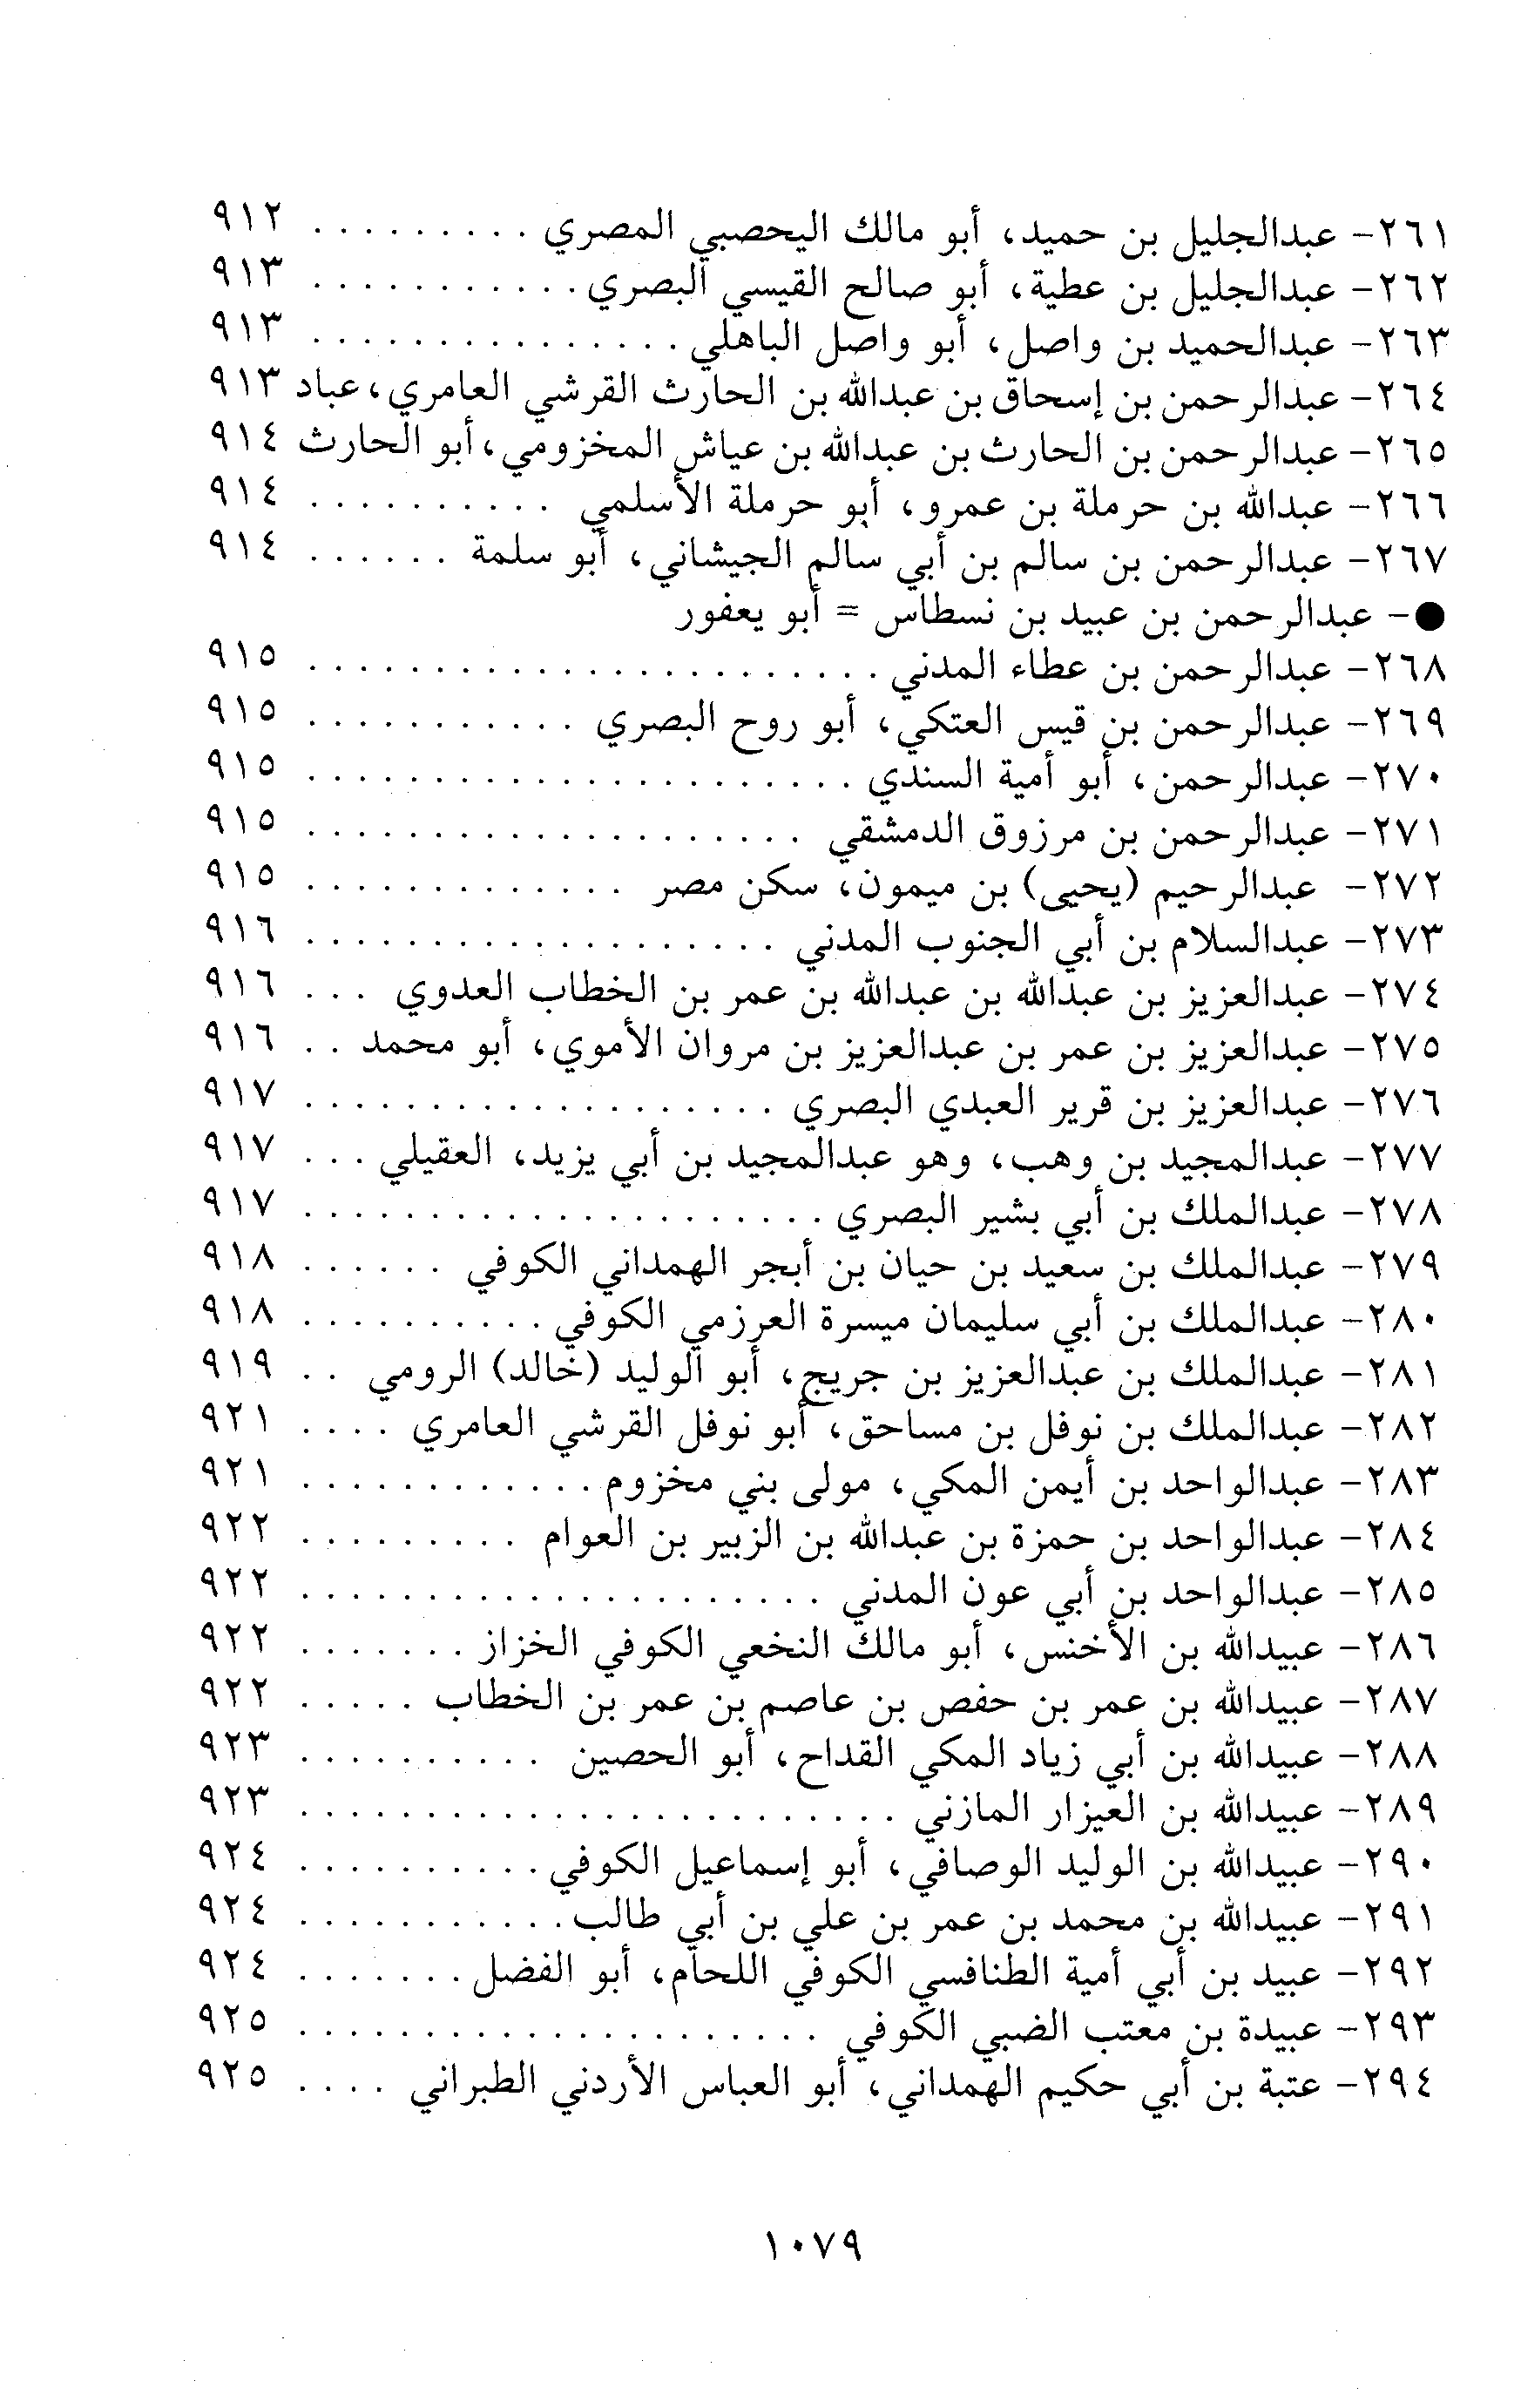 ٢٦١- عبدالجليل بن حميد، أبو مالك اليحصبي المصري . . . . . . . . . ٩١٢
٢٦٢- عبدالجليل بن عطية، أبو صالح القيسي البصري . . . . . . . . . . . ٩١٣
٢٦٣- عبدالحميد بن واصل، أبو واصل الباهلي . . . . . . . . . . . . . . . ٩١٣
٢٦٤- عبدالرحمن بن إسحاق بن عبدالله بن الحارث القرشي العامري، عباد ٩١٣
٢٦٥- عبدالرحمن بن الحارث بن عبدالله بن عياش المخزومي، أبو الحارث ٩١٤
٢٦٦- عبدالله بن حرملة بن عمرو، أبو حرملة الأسلمي . . . . . . . . . . ٩١٤
٢٦٧- عبدالرحمن بن سالم بن أبي سالم الجيشاني، أبو سلمة . . . . . . ٩١٤
●- عبدالرحمن بن عبيد بن نسطاس = أبو يعفور
٢٦٨- عبدالرحمن بن عطاء المدني . . . . . . . . . . . . . . . . . . . . . . . ٩١٥
٢٦٩- عبدالرحمن بن قيس العتكي، أبو روح البصري . . . . . . . . . . . ٩١٥
٢٧٠- عبدالرحمن، أبو أمية السندي . . . . . . . . . . . . . . . . . . . . . . ٩١٥
٢٧١- عبدالرحمن بن مرزوق الدمشقي . . . . . . . . . . . . . . . . . . . . ٩١٥
٢٧٢- عبدالرحيم (يحيى) بن ميمون، سكن مصر . . . . . . . . . . . . . ٩١٥
٢٧٣- عبدالسلام بن أبي الجنوب المدني . . . . . . . . . . . . . . . . . . . ٩١٦
٢٧٤- عبدالعزيز بن عبدالله بن عبدالله بن عمر بن الخطاب العدوي . . . ٩١٦
٢٧٥- عبدالعزيز بن عمر بن عبدالعزيز بن مروان الأموي، أبو محمد . . ٩١٦
٢٧٦- عبدالعزيز بن قرير العبدي البصري . . . . . . . . . . . . . . . . . . . ٩١٧
٢٧٧- عبدالمجيد بن وهب، وهو عبدالمجيد بن أبي يزيد، العقيلي . . . ٩١٧
٢٧٨- عبدالملك بن أبي بشير البصري . . . . . . . . . . . . . . . . . . . . . ٩١٧
٢٧٩- عبدالملك بن سعيد بن حيان بن أبجر الهمداني الكوفي . . . . . . ٩١٨
٢٨٠- عبدالملك بن أبي سليمان ميسرة العرزمي الكوفي . . . . . . . . . . ٩١٨
٢٨١- عبدالملك بن عبدالعزيز بن جريج، أبو الوليد (خالد) الرومي . . ٩١٩
٢٨٢- عبدالملك بن نوفل بن مساحق، أبو نوفل القرشي العامري . . . . ٩٢١
٢٨٣- عبدالواحد بن أيمن المكي، مولى بني مخزوم . . . . . . . . . . . . ٩٢١
٢٨٤- عبدالواحد بن حمزة بن عبدالله بن الزبير بن العوام . . . . . . . . . ٩٢٢
٢٨٥- عبدالواحد بن أبي عون المدني . . . . . . . . . . . . . . . . . . . . . ٩٢٢
٢٨٦- عبيدالله بن الأخنس، أبو مالك النخعي الكوفي الخزاز . . . . . . . ٩٢٢
٢٨٧- عبيدالله بن عمر بن حفص بن عاصم بن عمر بن الخطاب . . . . . ٩٢٢
٢٨٨- عبيدالله بن أبي زياد المكي القداح، أبو الحصين . . . . . . . . . . ٩٢٣
٢٨٩- عبيدالله بن العيزار المازني . . . . . . . . . . . . . . . . . . . . . . . . ٩٢٣
٢٩٠- عبيدالله بن الوليد الوصافي، أبو إسماعيل الكوفي . . . . . . . . . . ٩٢٤
٢٩١- عبيدالله بن محمد بن عمر بن علي بن أبي طالب . . . . . . . . . . . ٩٢٤
٢٩٢- عبيد بن أبي أمية الطنافسي الكوفي اللحام، أبو الفضل . . . . . . . ٩٢٤
٢٩٣- عبيدة بن معتب الضبي الكوفي . . . . . . . . . . . . . . . . . . . . . ٩٢٥
٢٩٤- عتبة بن أبي حكيم الهمداني، أبو العباس الأردني الطبراني . . . . ٩٢٥
١٠٧٩